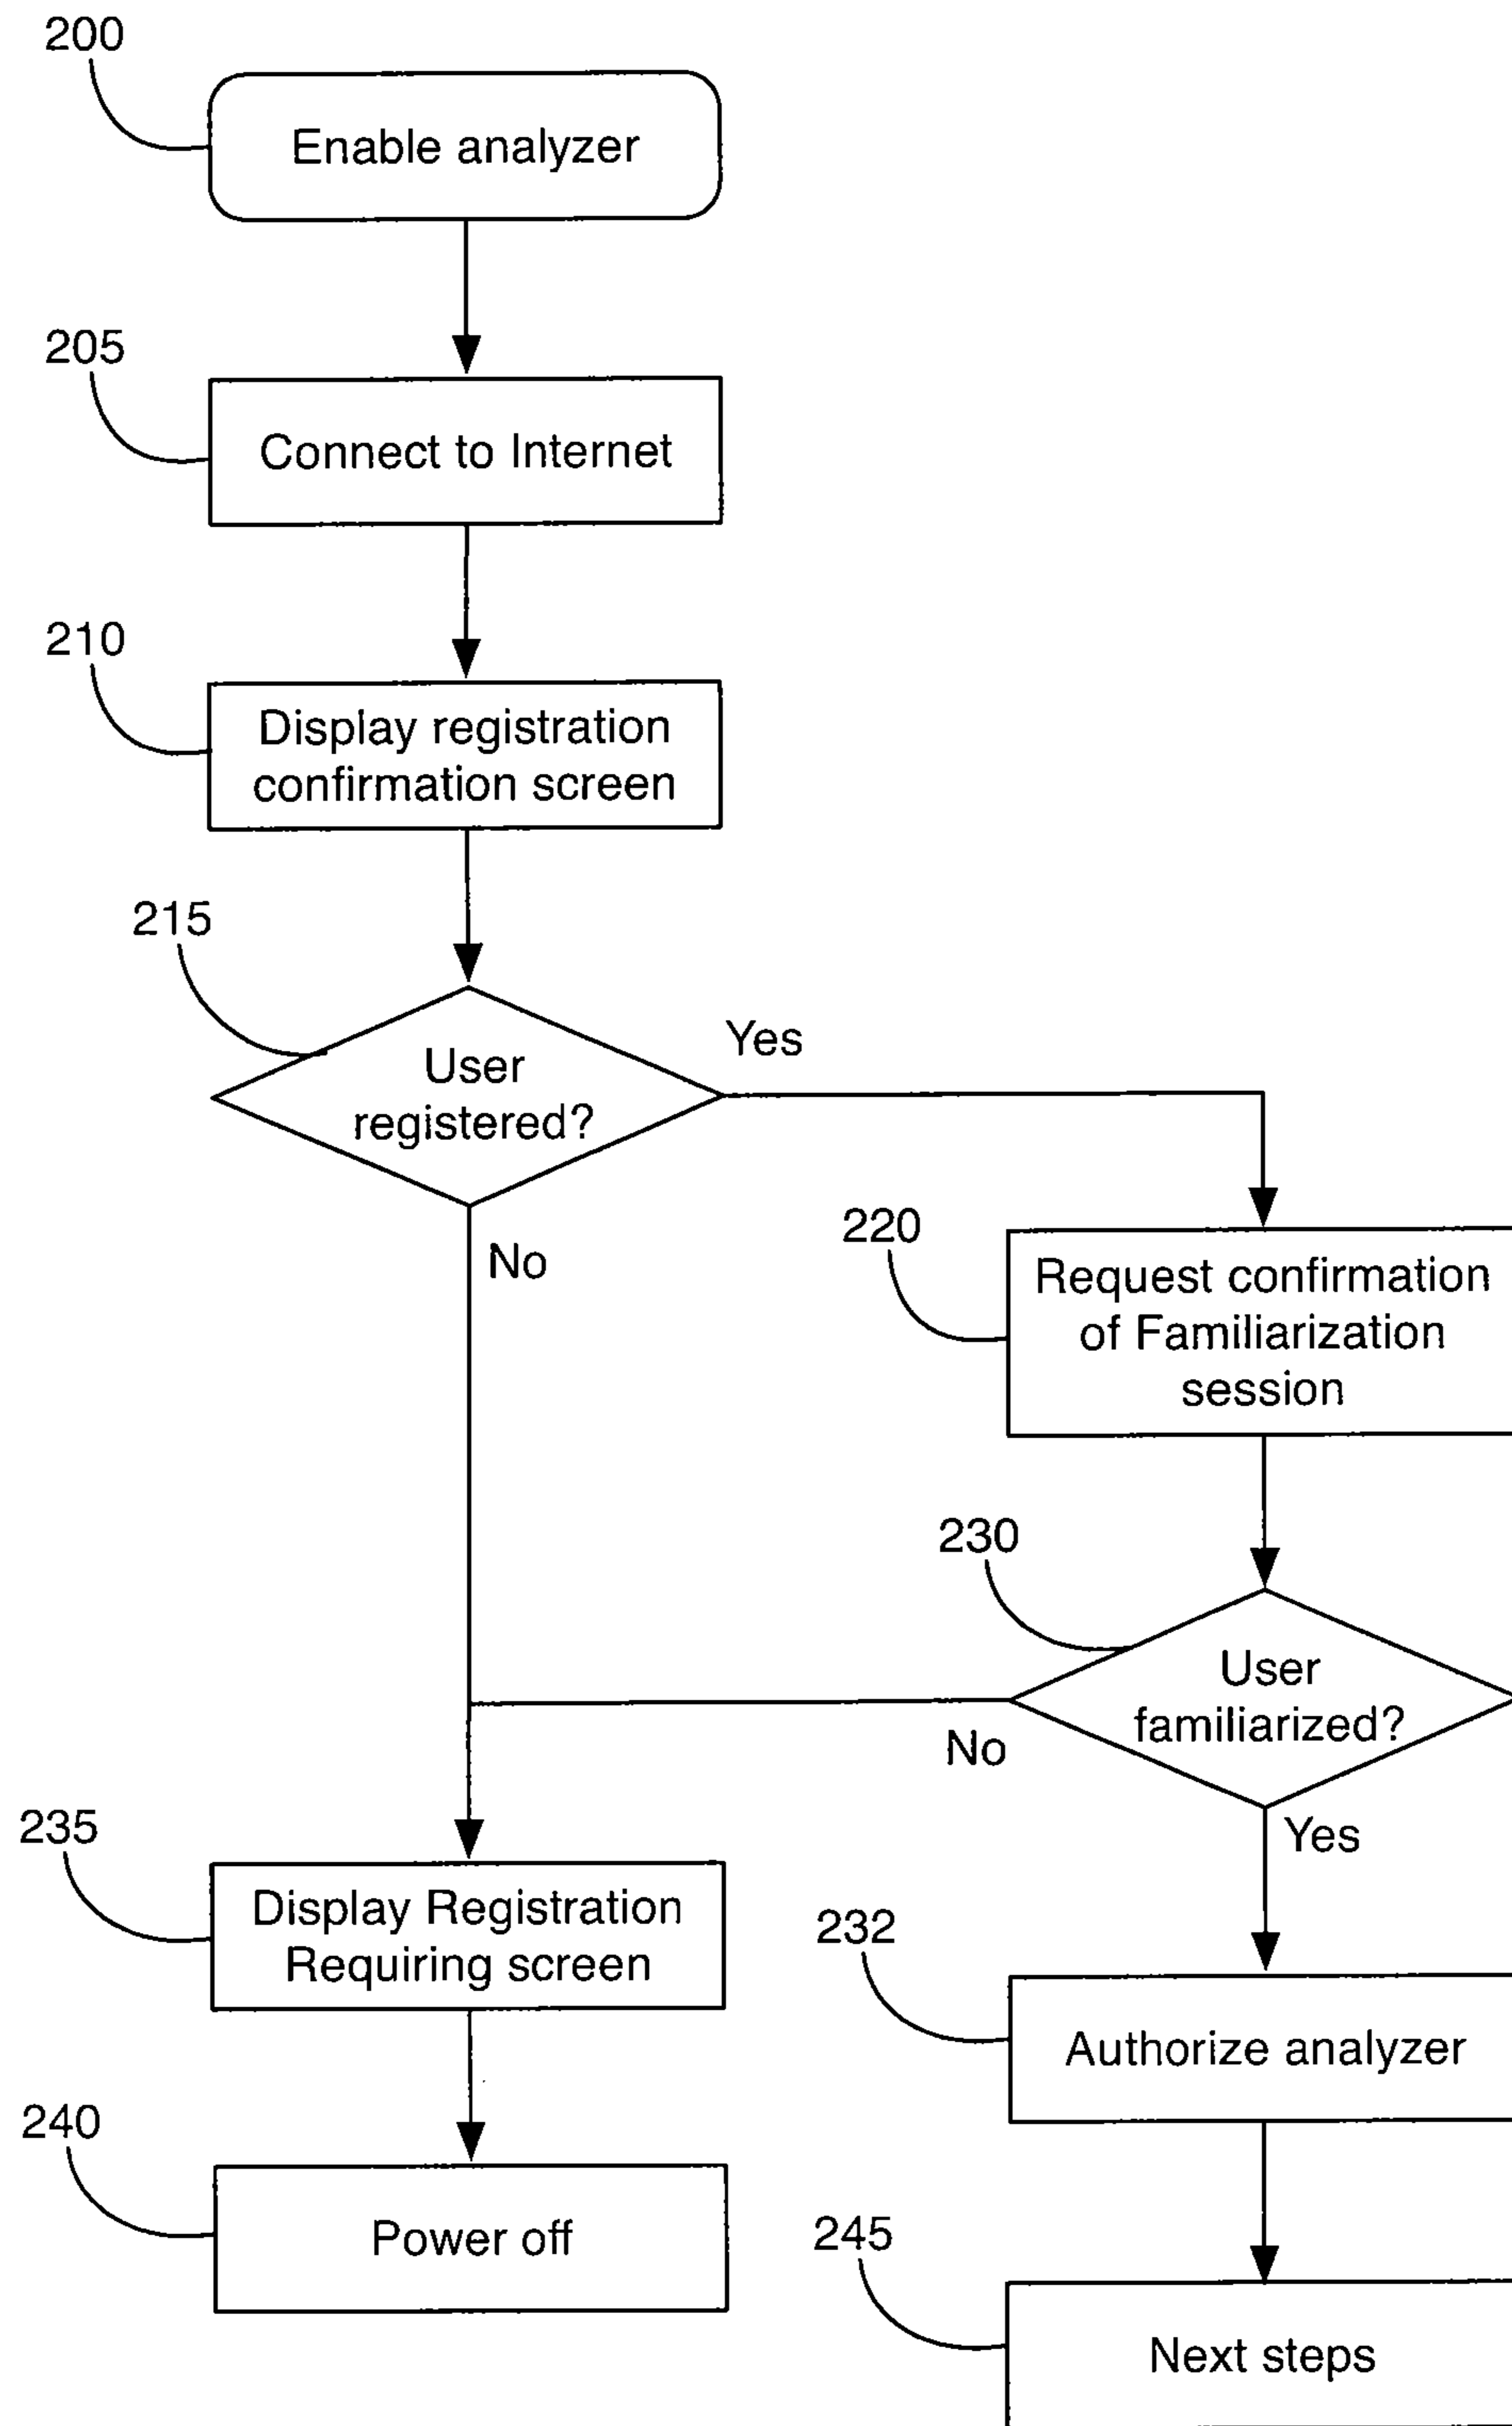 200
Enable analyzer
205
Connect to Internet
210
Display registration
confirmation screen
215
User
registered?
Yes
No
220
Request confirmation
of Familiarization
session
230
User
familiarized?
No
Yes
235
Display Registration
Requiring screen
232
Authorize analyzer
240
Power off
245
Next steps